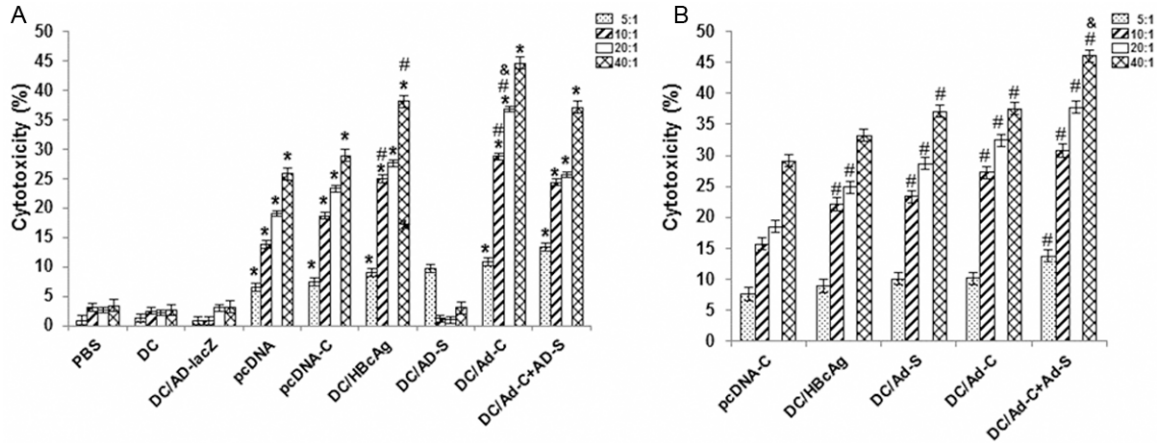 A
50
45
40
35
30
25
20
15
10
5
0
Cytotoxicity (%)
5:1
10:1
20:1
40:1
* * * *
* * * *
* #* * #*
* #* &#* *
* * * *
PBS
DC
DC/AD-lacZ
pcDNA
pcDNA-C
DC/HBcAg
DC/AD-S
DC/Ad-C
DC/Ad-C+AD-S
B
50
45
40
35
30
25
20
15
10
5
0
Cytotoxicity (%)
5:1
10:1
20:1
40:1
# #
# # #
# # #
# # # &#
pcDNA-C
DC/HBcAg
DC/Ad-S
DC/Ad-C
DC/Ad-C+Ad-S